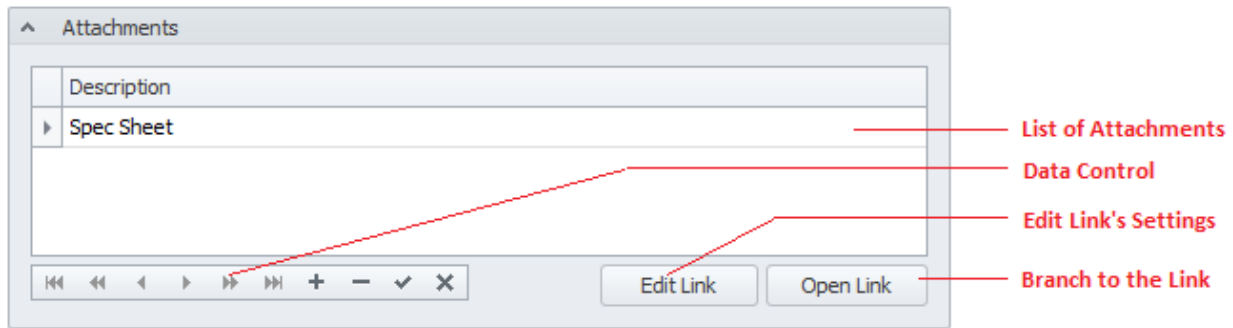 Attachments
Description
Spec Sheet
List of Attachments
Data Control
Edit Link's Settings
Edit Link
Open Link
Branch to the Link